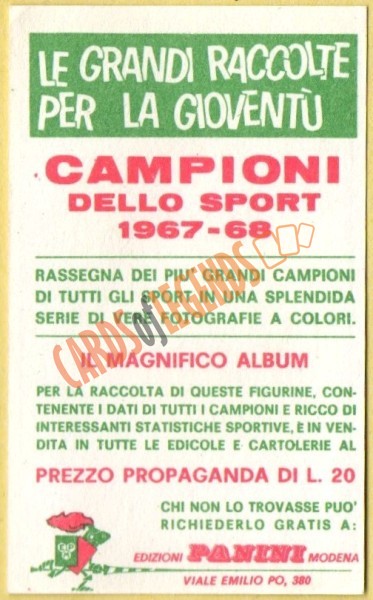 LE GRANDI RACCOLTE
PER LA GIOVENTÙ
CAMPIONI
DELLO SPORT
1967-68
RASSEGNA DEI PIU' GRANDI CAMPIONI
DI TUTTI GLI SPORT IN UNA SPLENDIDA
SERIE DI VERE FOTOGRAFIE A COLORI.
IL MAGNIFICO ALBUM
PER LA RACCOLTA DI QUESTE FIGURINE, CON-
TENENTE I DATI DI TUTTI I CAMPIONI E RICCO DI
INTERESSANTI STATISTICHE SPORTIVE, È IN VEN-
DITA IN TUTTE LE EDICOLE E CARTOLERIE AL
PREZZO PROPAGANDA DI L. 20
CHI NON LO TROVASSE PUO'
RICHIEDERLO GRATIS A:
EDIZIONI PANINI MODENA
VIALE EMILIO PO, 380
CARDS of LEGENDS